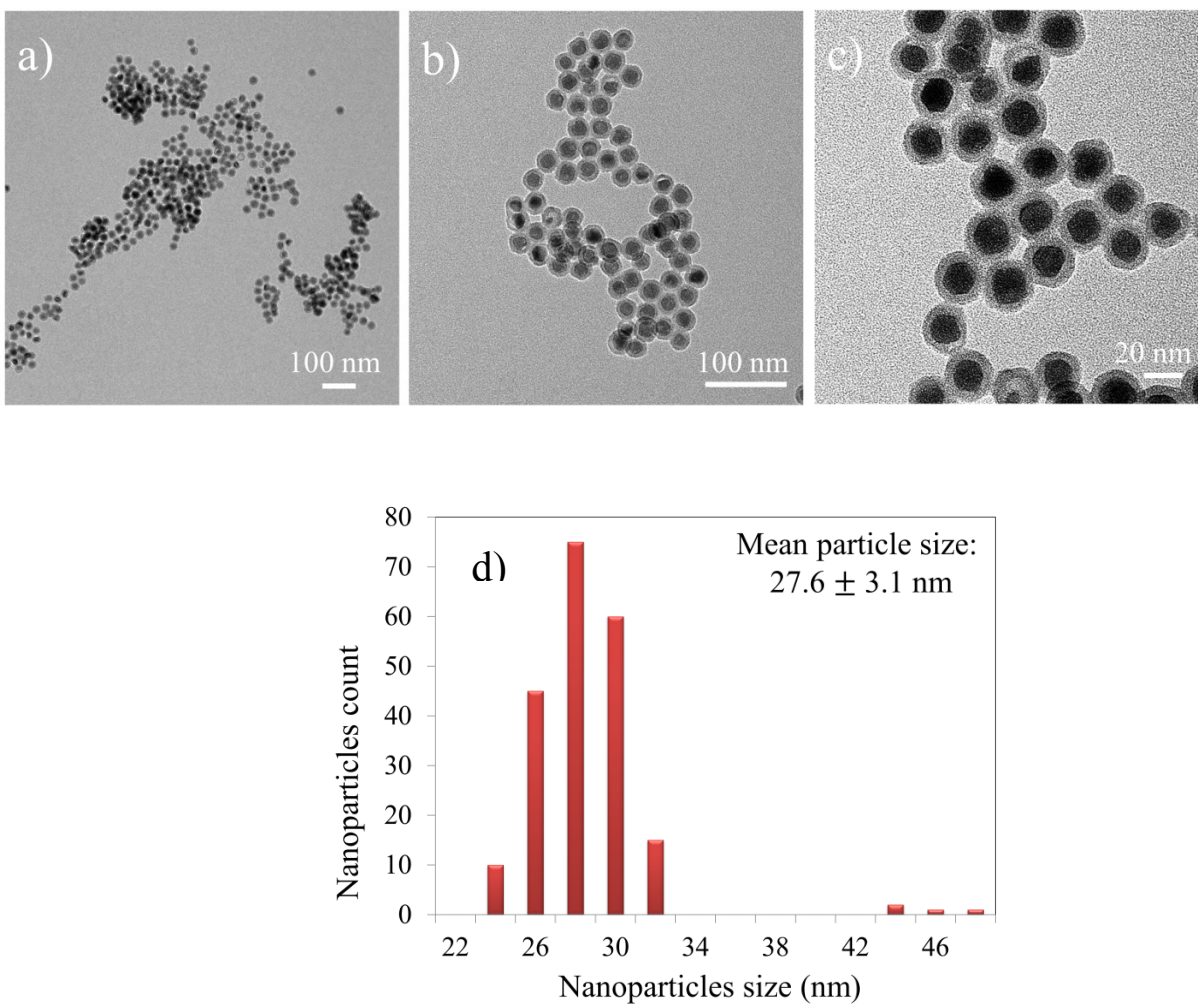 a)
b)
c)
100 nm
100 nm
20 nm
80
70
60
50
40
30
20
10
0
d)
Mean particle size:
27.6 ± 3.1 nm
Nanoparticles count
22 26 30 34 38 42 46
Nanoparticles size (nm)